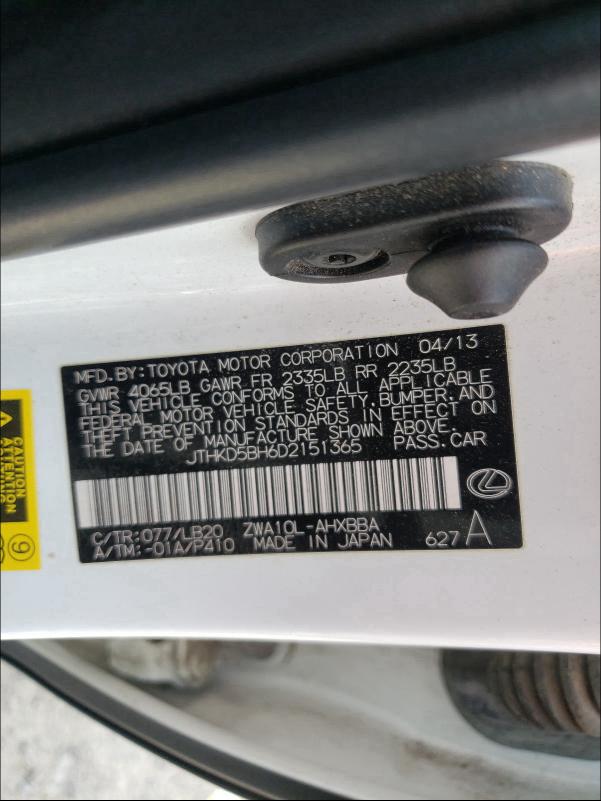 MFD.BY:TOYOTA MOTOR CORPORATION 04/13
GVWR 4065LB GAWR FR 2335LB RR 2235LB
THIS VEHICLE CONFORMS TO ALL APPLICABLE
FEDERAL MOTOR VEHICLE SAFETY,BUMPER,AND
THEFT PREVENTION STANDARDS IN EFFECT ON
THE DATE OF MANUFACTURE SHOWN ABOVE.
JTHKD5BH6D2151365 PASS.CAR
C/TR:077/LB20 ZWA10L-AHXBBA
A/TM:-01A/P410 MADE IN JAPAN 627 A
CAUTION
ATTENTION
9